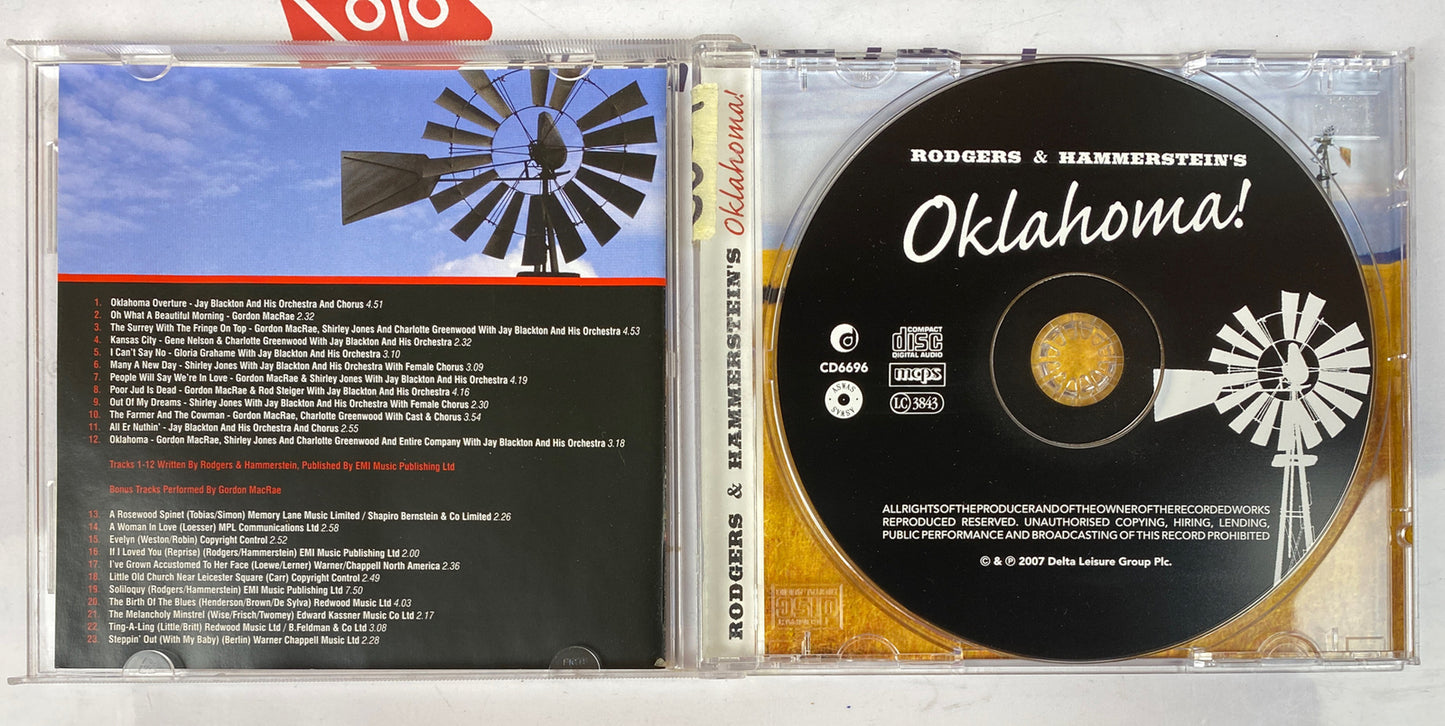 1. Oklahoma Overture - Jay Blackton And His Orchestra And Chorus 4.51
2. Oh What A Beautiful Morning - Gordon MacRae 2.32
3. The Surrey With The Fringe On Top - Gordon MacRae, Shirley Jones And Charlotte Greenwood With Jay Blackton And His Orchestra 4.53
4. Kansas City - Gene Nelson & Charlotte Greenwood With Jay Blackton And His Orchestra 2.32
5. I Can't Say No - Gloria Grahame With Jay Blackton And His Orchestra 3.10
6. Many A New Day - Shirley Jones With Jay Blackton And His Orchestra With Female Chorus 3.09
7. People Will Say We're In Love - Gordon MacRae & Shirley Jones With Jay Blackton And His Orchestra 4.19
8. Poor Jud Is Dead - Gordon MacRae & Rod Steiger With Jay Blackton And His Orchestra 4.16
9. Out Of My Dreams - Shirley Jones With Jay Blackton And His Orchestra With Female Chorus 2.30
10. The Farmer And The Cowman - Gordon MacRae, Charlotte Greenwood With Cast & Chorus 3.54
11. All Er Nuthin' - Jay Blackton And His Orchestra And Chorus 2.55
12. Oklahoma - Gordon MacRae, Shirley Jones And Charlotte Greenwood And Entire Company With Jay Blackton And His Orchestra 3.18
Tracks 1-12 Written By Rodgers & Hammerstein, Published By EMI Music Publishing Ltd
Bonus Tracks Performed By Gordon MacRae
13. A Rosewood Spinet (Tobias/Simon) Memory Lane Music Limited / Shapiro Bernstein & Co Limited 2.26
14. A Woman In Love (Loesser) MPL Communications Ltd 2.58
15. Evelyn (Weston/Robin) Copyright Control 2.52
16. If I Loved You (Reprise) (Rodgers/Hammerstein) EMI Music Publishing Ltd 2.00
17. I've Grown Accustomed To Her Face (Loewe/Lerner) Warner/Chappell North America 2.36
18. Little Old Church Near Leicester Square (Carr) Copyright Control 2.49
19. Soliloquy (Rodgers/Hammerstein) EMI Music Publishing Ltd 7.50
20. The Birth Of The Blues (Henderson/Brown/De Sylva) Redwood Music Ltd 4.03
21. The Melancholy Minstrel (Wise/Frisch/Twomey) Edward Kassner Music Co Ltd 2.17
22. Ting-A-Ling (Little/Britt) Redwood Music Ltd / B.Feldman & Co Ltd 3.08
23. Steppin' Out (With My Baby) (Berlin) Warner Chappell Music Ltd 2.28
RODGERS & HAMMERSTEIN'S Oklahoma!
RODGERS & HAMMERSTEIN'S
Oklahoma!
CD6696
COMPACT
disc
DIGITAL AUDIO
mcps
LC 3843
ASWAS ASWAS
ALL RIGHTS OF THE PRODUCER AND OF THE OWNER OF THE RECORDED WORKS
REPRODUCED RESERVED. UNAUTHORISED COPYING, HIRING, LENDING,
PUBLIC PERFORMANCE AND BROADCASTING OF THIS RECORD PROHIBITED
© & ℗ 2007 Delta Leisure Group Plc.